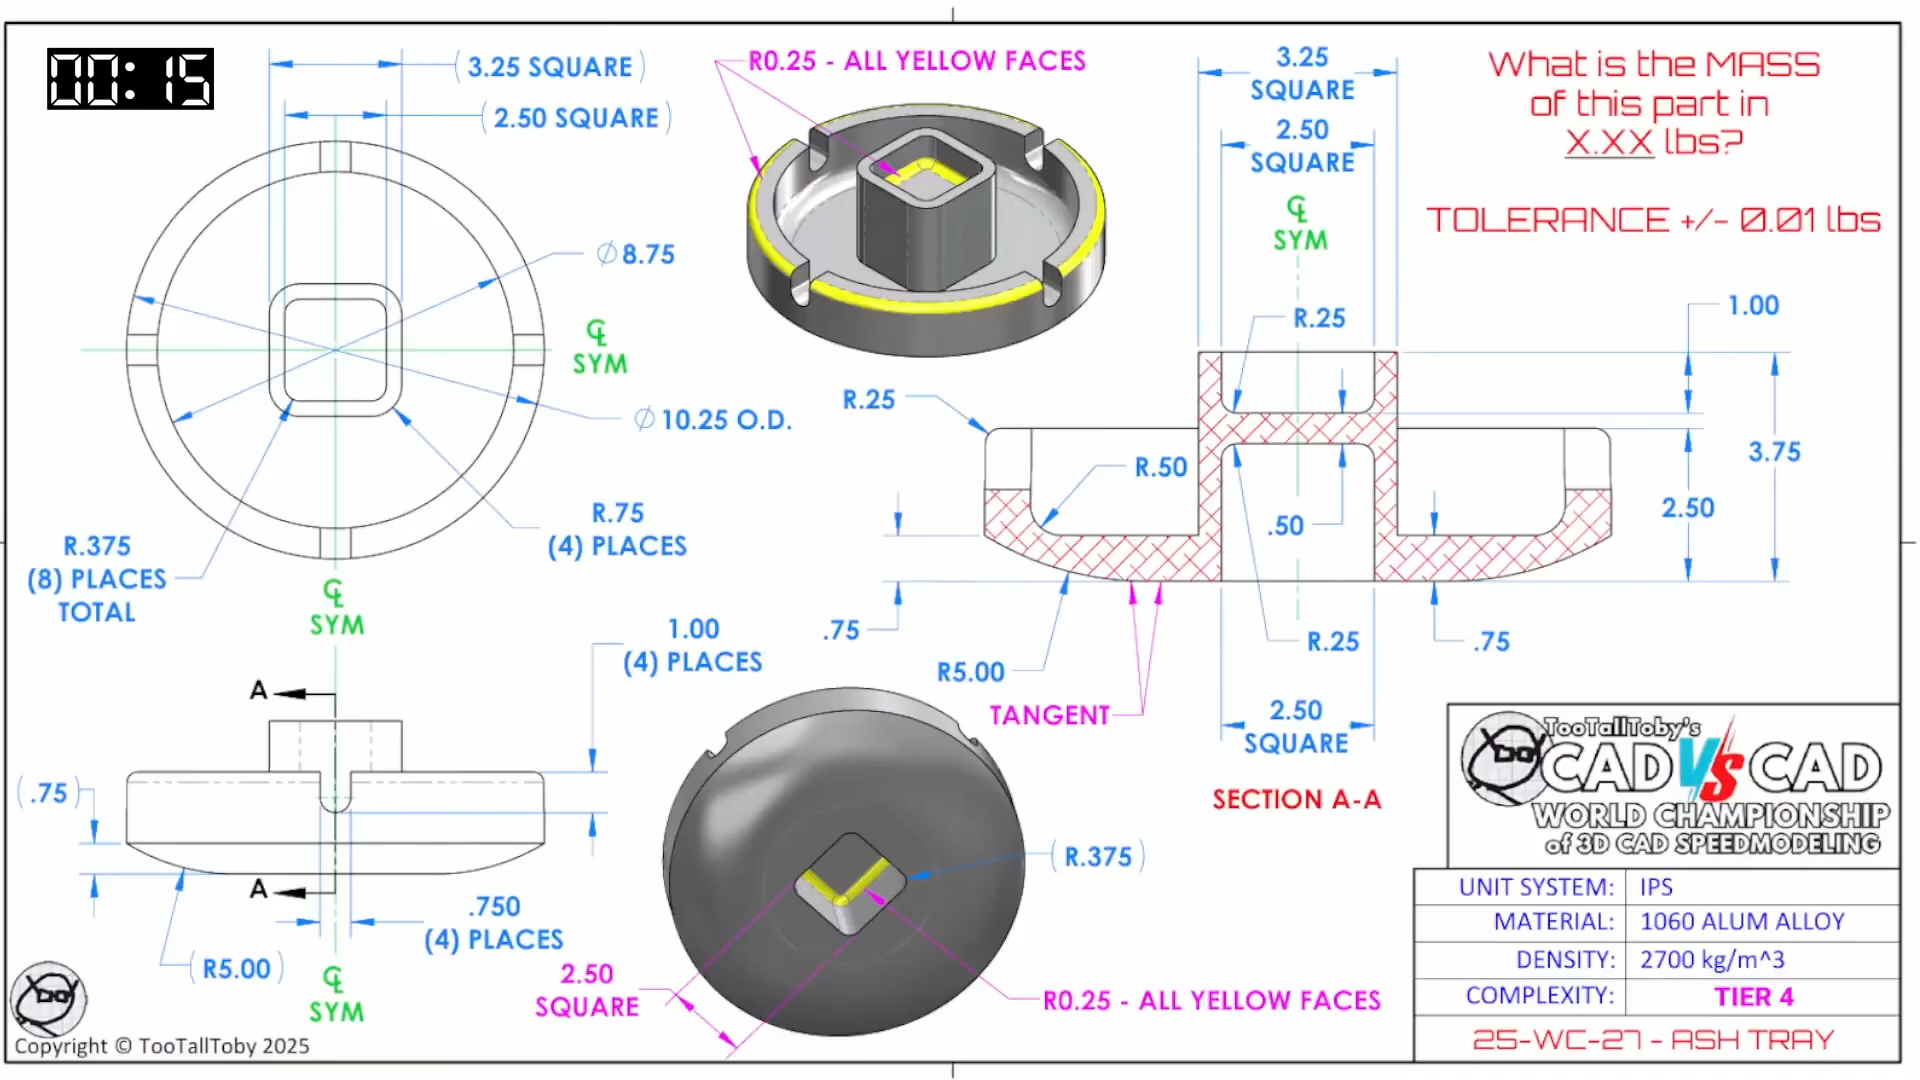 00:15
(3.25 SQUARE)
(2.50 SQUARE)
∅8.75
℄
SYM
∅10.25 O.D.
R.75
(4) PLACES
R.375
(8) PLACES
TOTAL
℄
SYM
R0.25 - ALL YELLOW FACES
3.25
SQUARE
2.50
SQUARE
℄
SYM
What is the MASS
of this part in
X.XX lbs?
TOLERANCE +/- 0.01 lbs
R.25
1.00
R.25
R.50
3.75
2.50
.50
.75
R.25
.75
R5.00
TANGENT
2.50
SQUARE
SECTION A-A
1.00
(4) PLACES
A
(.75)
A
.750
(4) PLACES
(R5.00)
℄
SYM
(R.375)
2.50
SQUARE
R0.25 - ALL YELLOW FACES
TooTallToby's
CAD VS CAD
WORLD CHAMPIONSHIP
of 3D CAD SPEEDMODELING
UNIT SYSTEM: IPS
MATERIAL: 1060 ALUM ALLOY
DENSITY: 2700 kg/m^3
COMPLEXITY: TIER 4
25-WC-27 - ASH TRAY
Copyright © TooTallToby 2025